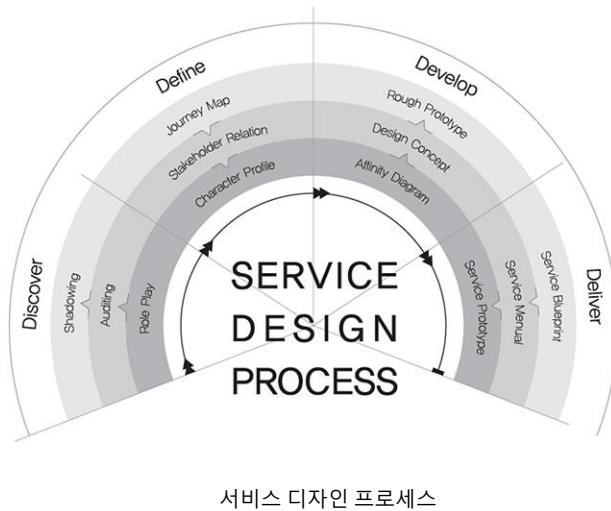 Discover
Shadowing
Auditing
Role Play
Define
Journey Map
Stakeholder Relation
Character Profile
Develop
Rough Prototype
Design Concept
Affinity Diagram
Deliver
Service Blueprint
Service Menual
Service Prototype
SERVICE
DESIGN
PROCESS
서비스 디자인 프로세스